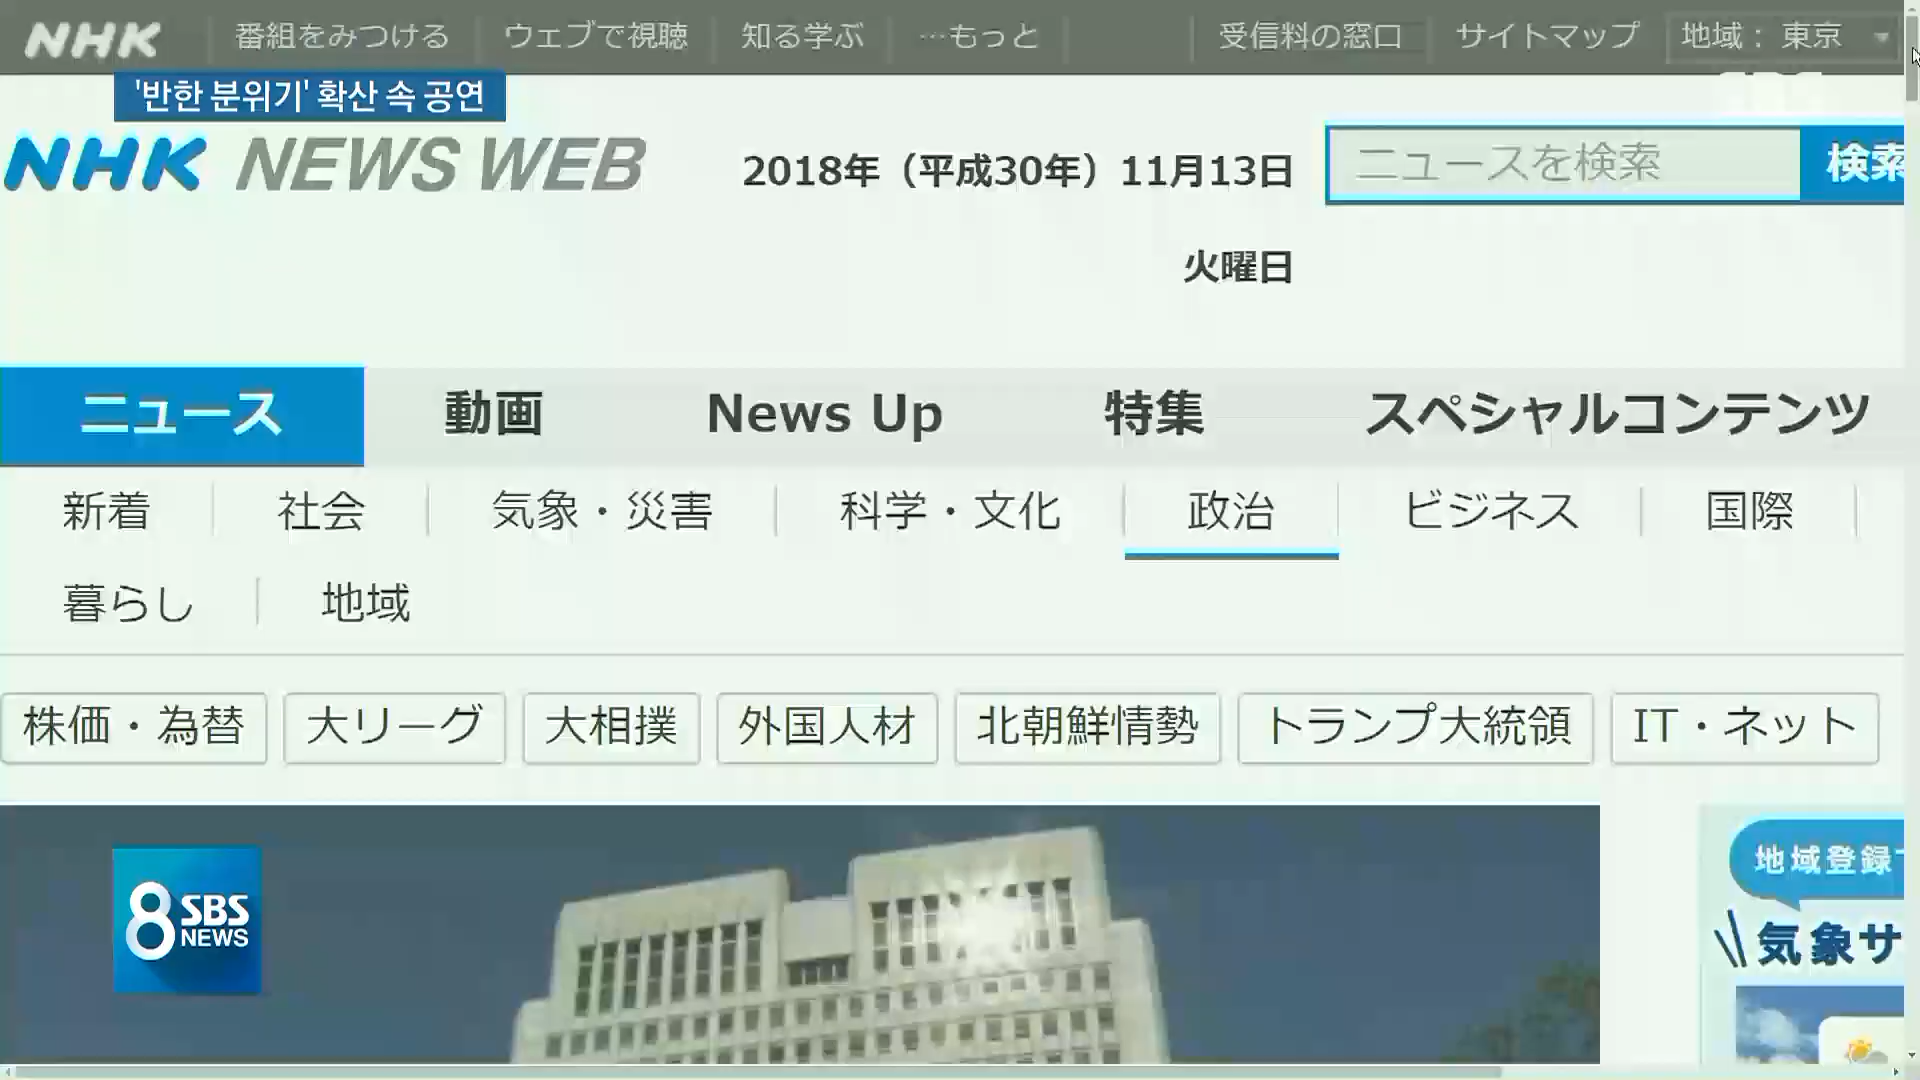 NHK 番組をみつける ウェブで視聴 知る学ぶ …もっと 受信料の窓口 サイトマップ 地域： 東京
'반한 분위기' 확산 속 공연
SBS
NHK NEWS WEB 2018年（平成30年）11月13日 ニュースを検索 検索
火曜日
ニュース 動画 News Up 特集 スペシャルコンテンツ
新着 社会 気象・災害 科学・文化 政治 ビジネス 国際
暮らし 地域
株価・為替 大リーグ 大相撲 外国人材 北朝鮮情勢 トランプ大統領 IT・ネット
地域登録
気象サ
8 SBS NEWS